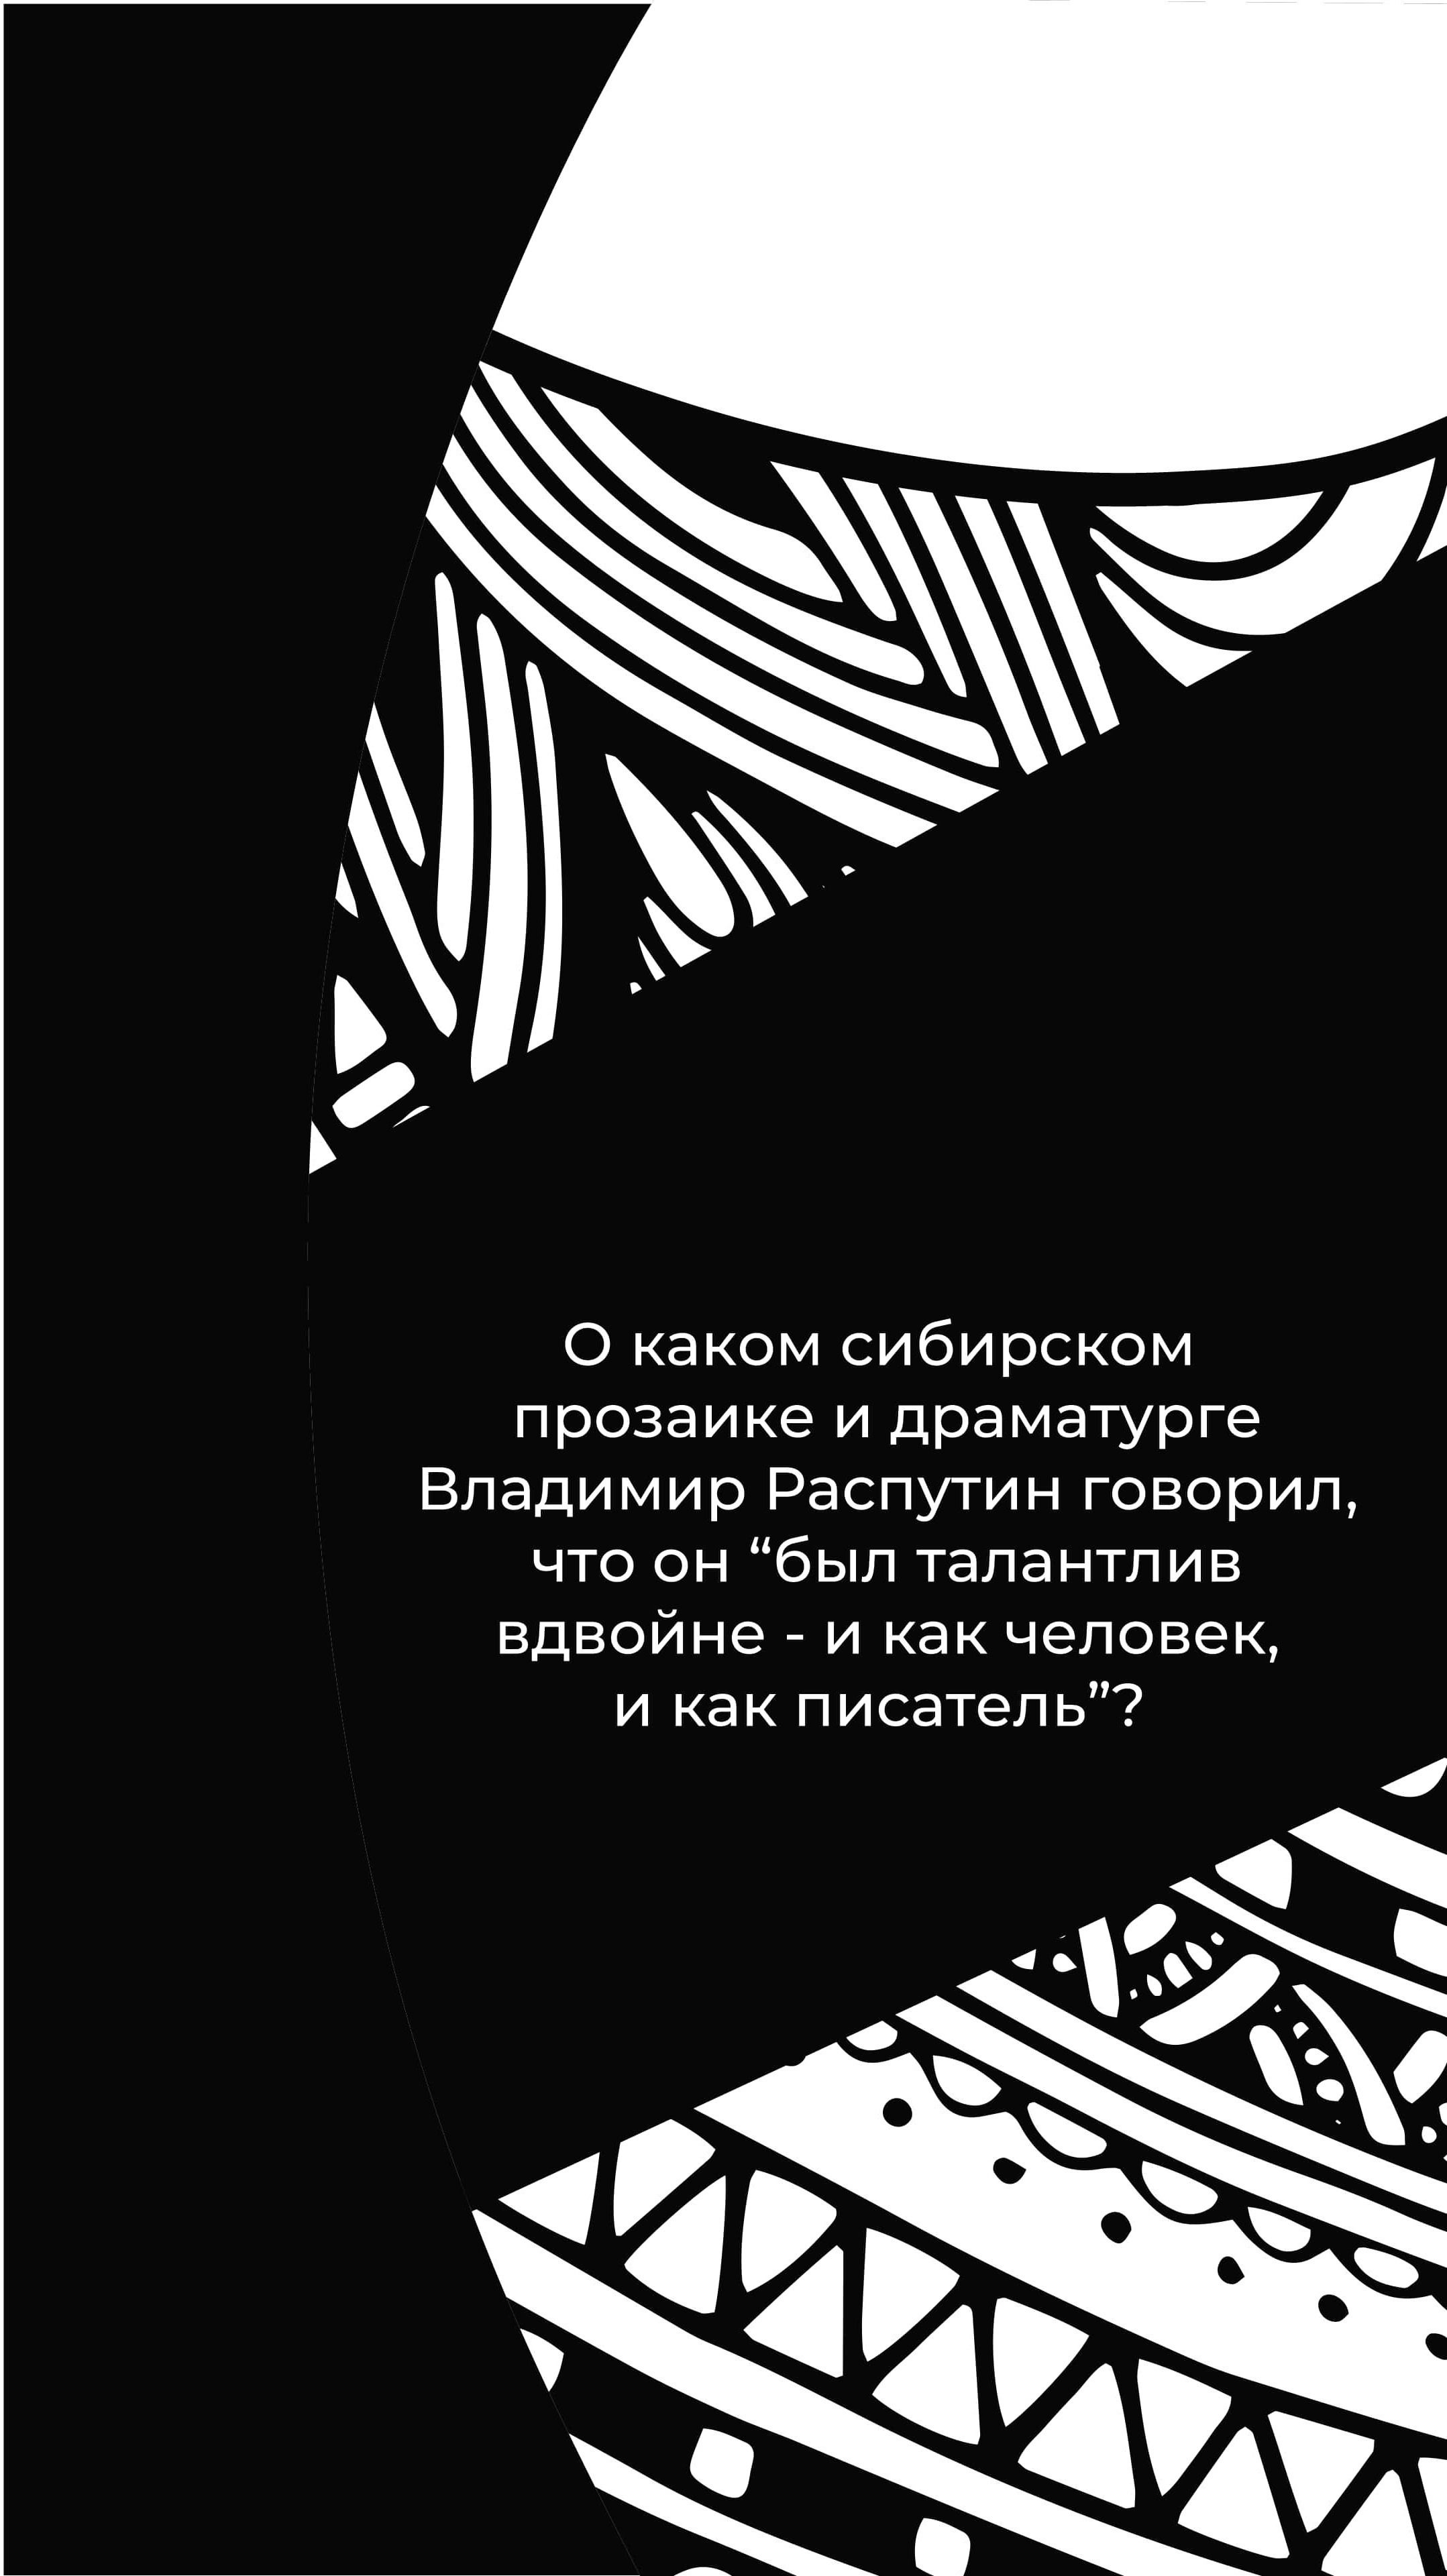 О каком сибирском
прозаике и драматурге
Владимир Распутин говорил,
что он “был талантлив
вдвойне - и как человек,
и как писатель”?